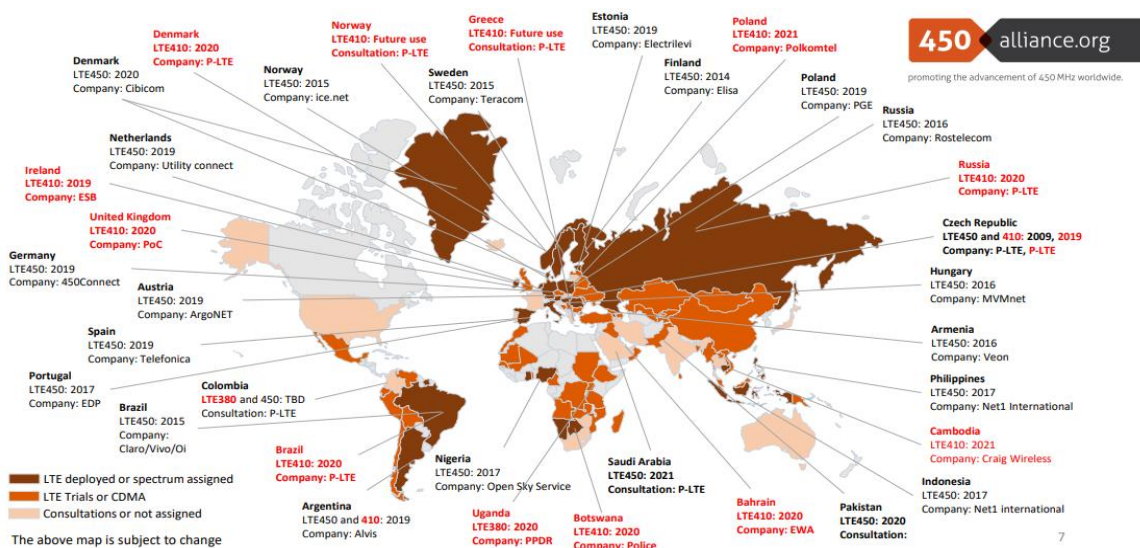 Norway
LTE410: Future use
Consultation: P-LTE
Greece
LTE410: Future use
Consultation: P-LTE
Estonia
LTE450: 2019
Company: Electrilevi
Poland
LTE410: 2021
Company: Polkomtel
450 alliance.org
promoting the advancement of 450 MHz worldwide.
Denmark
LTE410: 2020
Company: P-LTE
Denmark
LTE450: 2020
Company: Cibicom
Norway
LTE450: 2015
Company: ice.net
Sweden
LTE450: 2015
Company: Teracom
Finland
LTE450: 2014
Company: Elisa
Poland
LTE450: 2019
Company: PGE
Russia
LTE450: 2016
Company: Rostelecom
Netherlands
LTE450: 2019
Company: Utility connect
Ireland
LTE410: 2019
Company: ESB
Russia
LTE410: 2020
Company: P-LTE
United Kingdom
LTE410: 2020
Company: PoC
Czech Republic
LTE450 and 410: 2009, 2019
Company: P-LTE, P-LTE
Germany
LTE450: 2019
Company: 450Connect
Hungary
LTE450: 2016
Company: MVMnet
Austria
LTE450: 2019
Company: ArgoNET
Spain
LTE450: 2019
Company: Telefonica
Armenia
LTE450: 2016
Company: Veon
Portugal
LTE450: 2017
Company: EDP
Colombia
LTE380 and 450: TBD
Consultation: P-LTE
Philippines
LTE450: 2017
Company: Net1 International
Brazil
LTE450: 2015
Company:
Claro/Vivo/Oi
Cambodia
LTE410: 2021
Company: Craig Wireless
Brazil
LTE410: 2020
Company: P-LTE
Nigeria
LTE450: 2017
Company: Open Sky Service
Saudi Arabia
LTE450: 2021
Consultation: P-LTE
Indonesia
LTE450: 2017
Company: Net1 international
Argentina
LTE450 and 410: 2019
Company: Alvis
Uganda
LTE380: 2020
Company: PPDR
Botswana
LTE410: 2020
Company: Police
Bahrain
LTE410: 2020
Company: EWA
Pakistan
LTE450: 2020
Consultation:
LTE deployed or spectrum assigned
LTE Trials or CDMA
Consultations or not assigned
The above map is subject to change
7